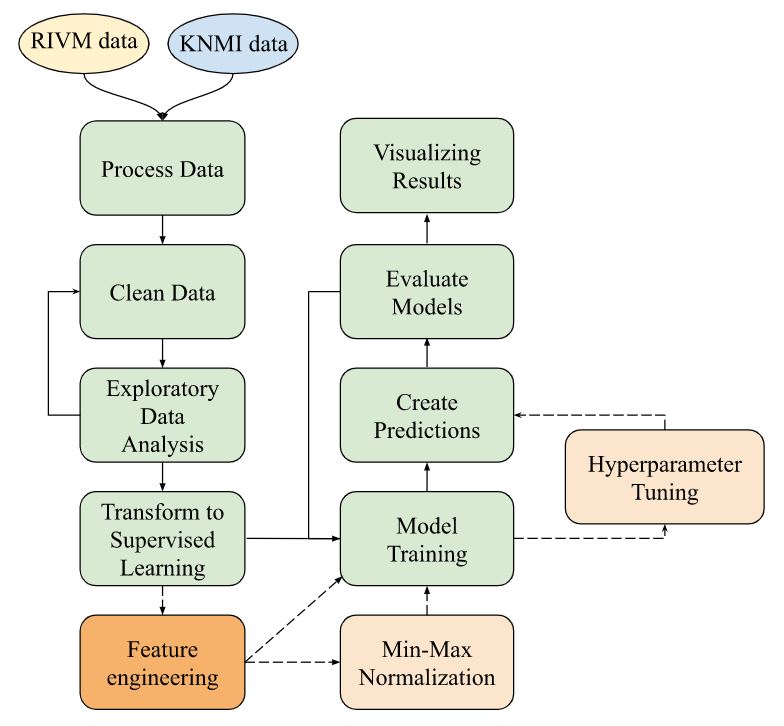 RIVM data
KNMI data
Process Data
Clean Data
Exploratory
Data
Analysis
Transform to
Supervised
Learning
Feature
engineering
Visualizing
Results
Evaluate
Models
Create
Predictions
Model
Training
Min-Max
Normalization
Hyperparameter
Tuning